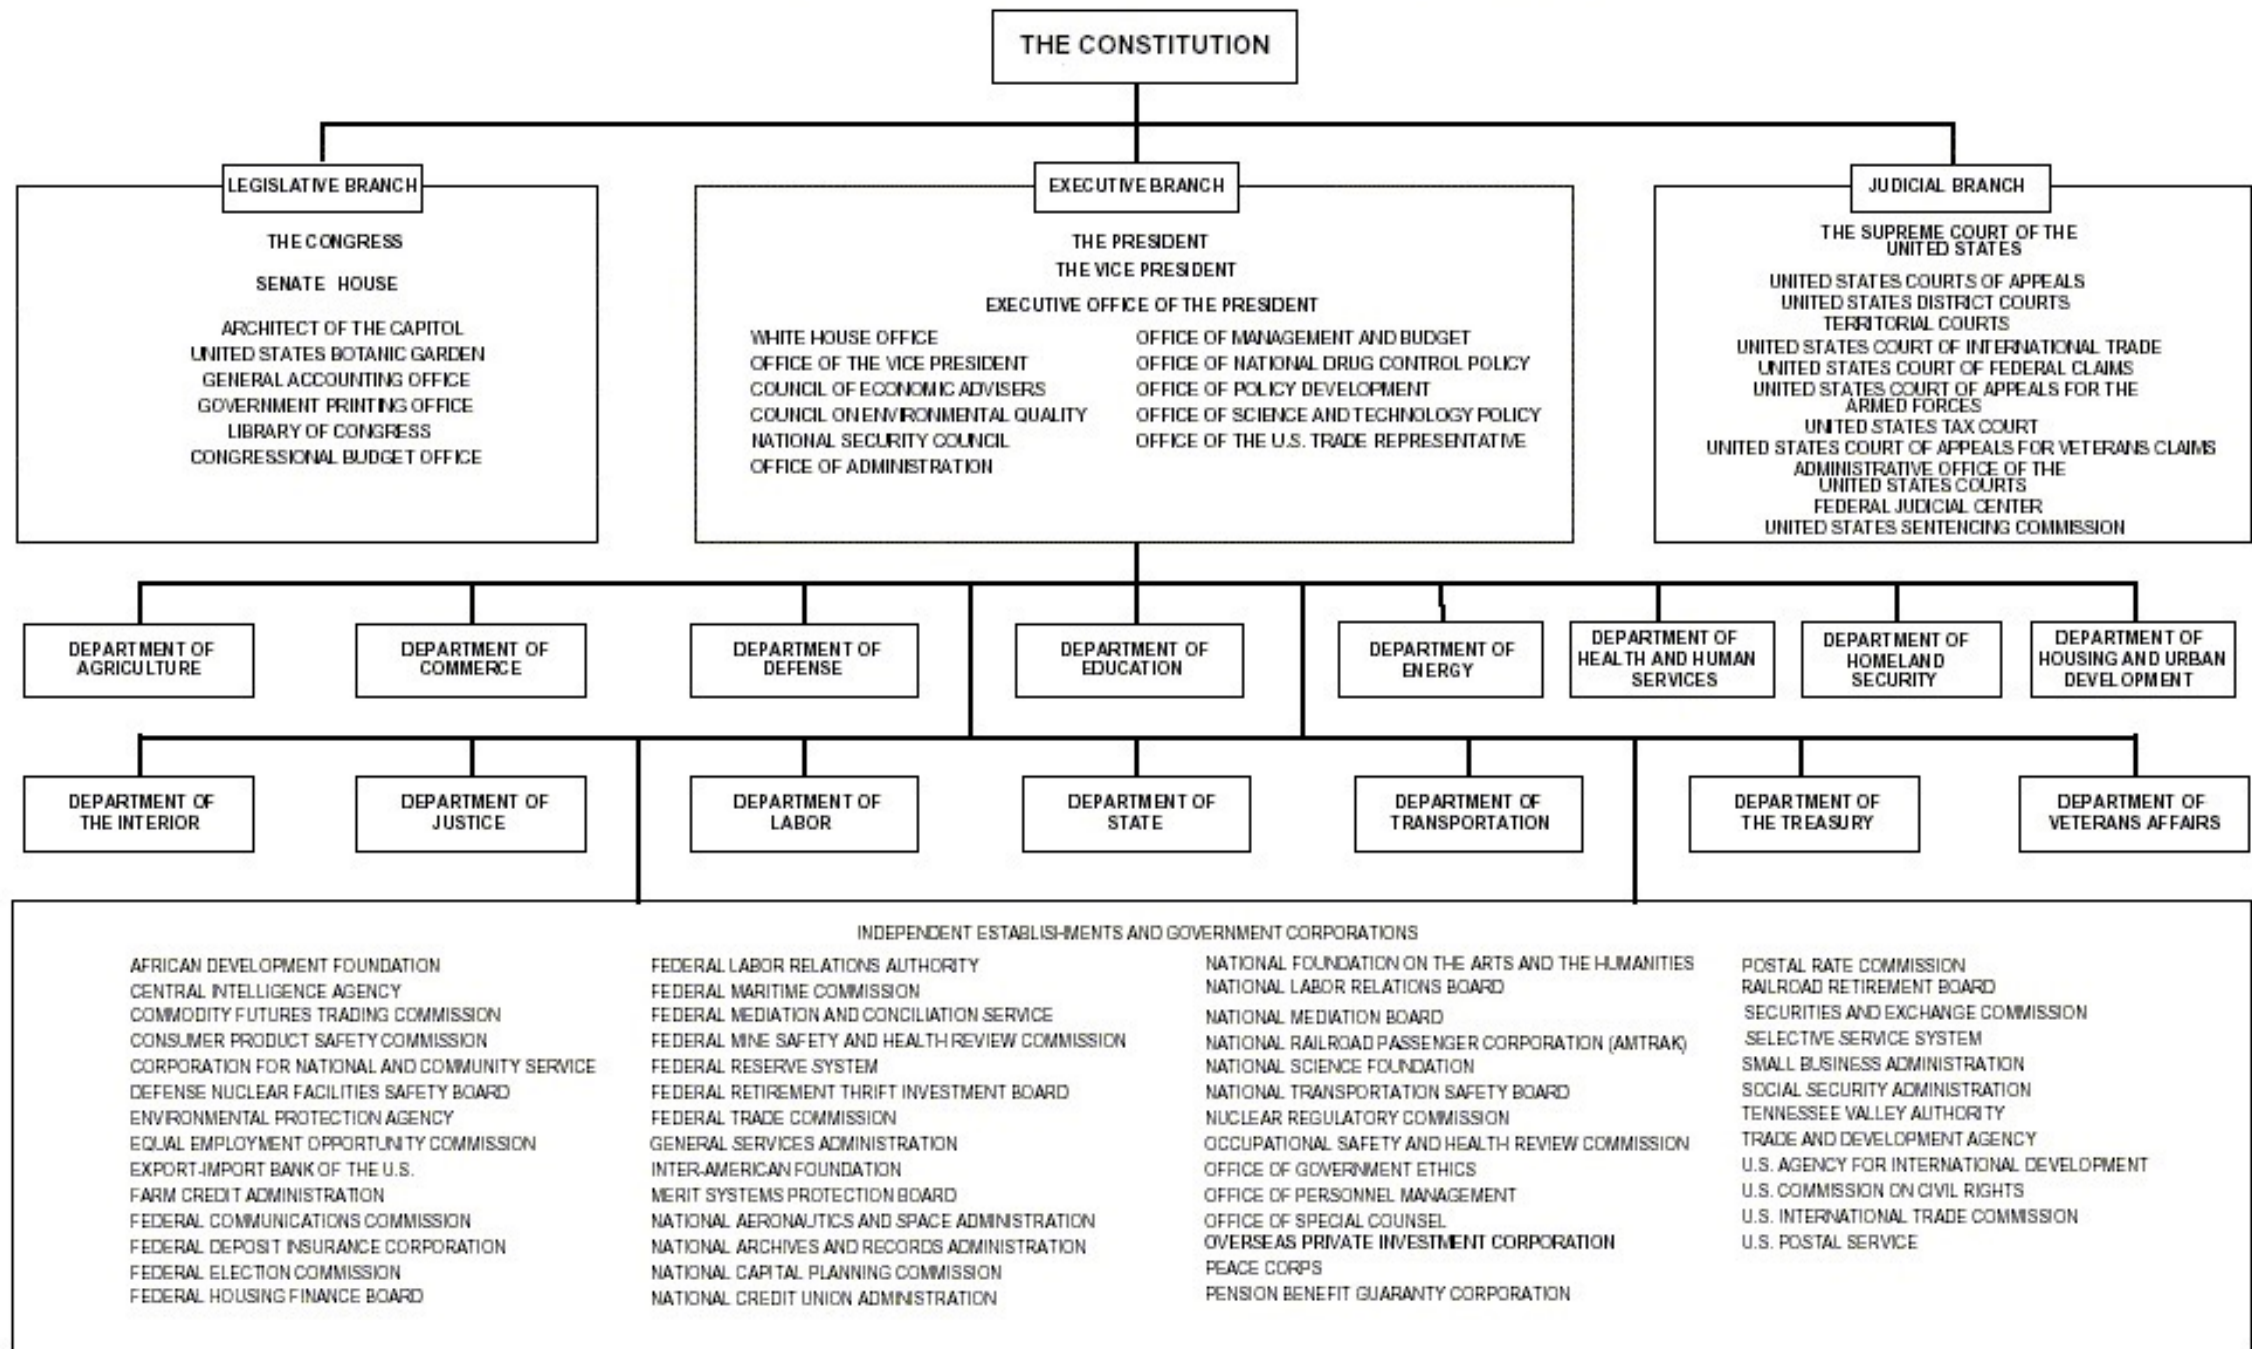 THE CONSTITUTION
LEGISLATIVE BRANCH
THE CONGRESS
SENATE HOUSE
ARCHITECT OF THE CAPITOL
UNITED STATES BOTANIC GARDEN
GENERAL ACCOUNTING OFFICE
GOVERNMENT PRINTING OFFICE
LIBRARY OF CONGRESS
CONGRESSIONAL BUDGET OFFICE
EXECUTIVE BRANCH
THE PRESIDENT
THE VICE PRESIDENT
EXECUTIVE OFFICE OF THE PRESIDENT
WHITE HOUSE OFFICE
OFFICE OF THE VICE PRESIDENT
COUNCIL OF ECONOMIC ADVISERS
COUNCIL ON ENVIRONMENTAL QUALITY
NATIONAL SECURITY COUNCIL
OFFICE OF ADMINISTRATION
OFFICE OF MANAGEMENT AND BUDGET
OFFICE OF NATIONAL DRUG CONTROL POLICY
OFFICE OF POLICY DEVELOPMENT
OFFICE OF SCIENCE AND TECHNOLOGY POLICY
OFFICE OF THE U.S. TRADE REPRESENTATIVE
JUDICIAL BRANCH
THE SUPREME COURT OF THE
UNITED STATES
UNITED STATES COURTS OF APPEALS
UNITED STATES DISTRICT COURTS
TERRITORIAL COURTS
UNITED STATES COURT OF INTERNATIONAL TRADE
UNITED STATES COURT OF FEDERAL CLAIMS
UNITED STATES COURT OF APPEALS FOR THE
ARMED FORCES
UNITED STATES TAX COURT
UNITED STATES COURT OF APPEALS FOR VETERANS CLAIMS
ADMINISTRATIVE OFFICE OF THE
UNITED STATES COURTS
FEDERAL JUDICIAL CENTER
UNITED STATES SENTENCING COMMISSION
DEPARTMENT OF
AGRICULTURE
DEPARTMENT OF
COMMERCE
DEPARTMENT OF
DEFENSE
DEPARTMENT OF
EDUCATION
DEPARTMENT OF
ENERGY
DEPARTMENT OF
HEALTH AND HUMAN
SERVICES
DEPARTMENT OF
HOMELAND
SECURITY
DEPARTMENT OF
HOUSING AND URBAN
DEVELOPMENT
DEPARTMENT OF
THE INTERIOR
DEPARTMENT OF
JUSTICE
DEPARTMENT OF
LABOR
DEPARTMENT OF
STATE
DEPARTMENT OF
TRANSPORTATION
DEPARTMENT OF
THE TREASURY
DEPARTMENT OF
VETERANS AFFAIRS
INDEPENDENT ESTABLISHMENTS AND GOVERNMENT CORPORATIONS
AFRICAN DEVELOPMENT FOUNDATION
CENTRAL INTELLIGENCE AGENCY
COMMODITY FUTURES TRADING COMMISSION
CONSUMER PRODUCT SAFETY COMMISSION
CORPORATION FOR NATIONAL AND COMMUNITY SERVICE
DEFENSE NUCLEAR FACILITIES SAFETY BOARD
ENVIRONMENTAL PROTECTION AGENCY
EQUAL EMPLOYMENT OPPORTUNITY COMMISSION
EXPORT-IMPORT BANK OF THE U.S.
FARM CREDIT ADMINISTRATION
FEDERAL COMMUNICATIONS COMMISSION
FEDERAL DEPOSIT INSURANCE CORPORATION
FEDERAL ELECTION COMMISSION
FEDERAL HOUSING FINANCE BOARD
FEDERAL LABOR RELATIONS AUTHORITY
FEDERAL MARITIME COMMISSION
FEDERAL MEDIATION AND CONCILIATION SERVICE
FEDERAL MINE SAFETY AND HEALTH REVIEW COMMISSION
FEDERAL RESERVE SYSTEM
FEDERAL RETIREMENT THRIFT INVESTMENT BOARD
FEDERAL TRADE COMMISSION
GENERAL SERVICES ADMINISTRATION
INTER-AMERICAN FOUNDATION
MERIT SYSTEMS PROTECTION BOARD
NATIONAL AERONAUTICS AND SPACE ADMINISTRATION
NATIONAL ARCHIVES AND RECORDS ADMINISTRATION
NATIONAL CAPITAL PLANNING COMMISSION
NATIONAL CREDIT UNION ADMINISTRATION
NATIONAL FOUNDATION ON THE ARTS AND THE HUMANITIES
NATIONAL LABOR RELATIONS BOARD
NATIONAL MEDIATION BOARD
NATIONAL RAILROAD PASSENGER CORPORATION (AMTRAK)
NATIONAL SCIENCE FOUNDATION
NATIONAL TRANSPORTATION SAFETY BOARD
NUCLEAR REGULATORY COMMISSION
OCCUPATIONAL SAFETY AND HEALTH REVIEW COMMISSION
OFFICE OF GOVERNMENT ETHICS
OFFICE OF PERSONNEL MANAGEMENT
OFFICE OF SPECIAL COUNSEL
OVERSEAS PRIVATE INVESTMENT CORPORATION
PEACE CORPS
PENSION BENEFIT GUARANTY CORPORATION
POSTAL RATE COMMISSION
RAILROAD RETIREMENT BOARD
SECURITIES AND EXCHANGE COMMISSION
SELECTIVE SERVICE SYSTEM
SMALL BUSINESS ADMINISTRATION
SOCIAL SECURITY ADMINISTRATION
TENNESSEE VALLEY AUTHORITY
TRADE AND DEVELOPMENT AGENCY
U.S. AGENCY FOR INTERNATIONAL DEVELOPMENT
U.S. COMMISSION ON CIVIL RIGHTS
U.S. INTERNATIONAL TRADE COMMISSION
U.S. POSTAL SERVICE